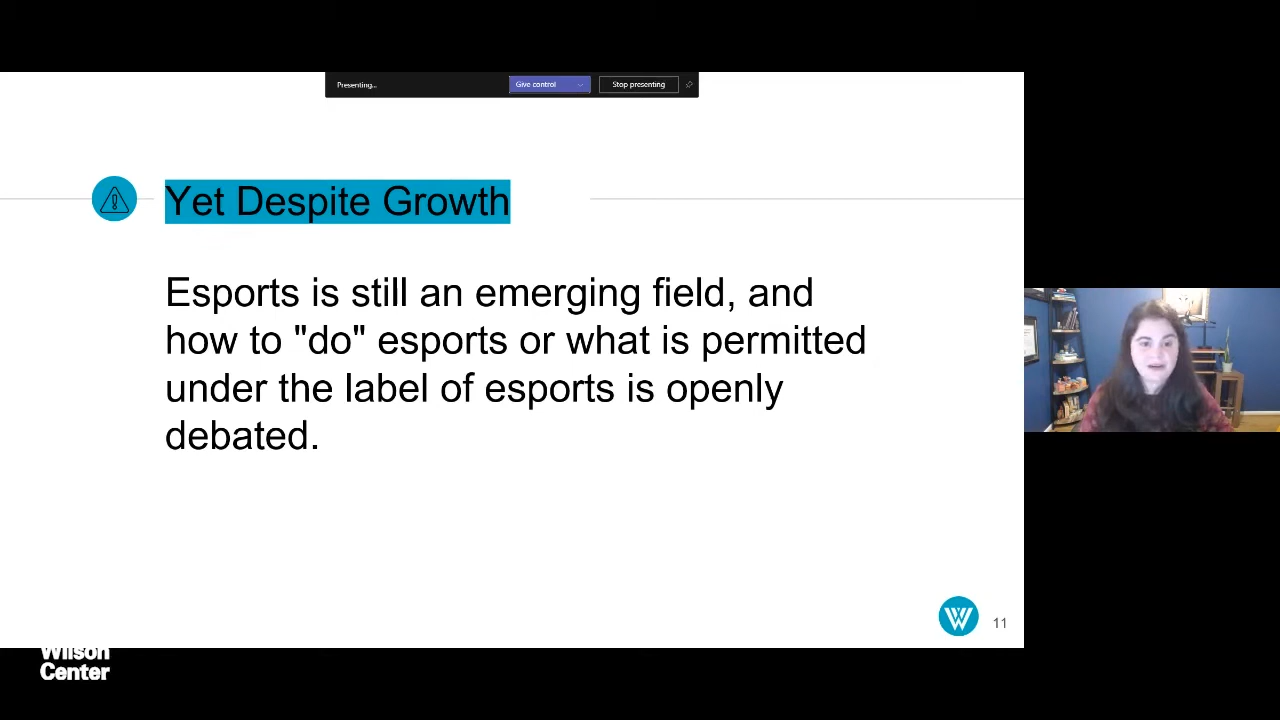 Presenting...
Give control
Stop presenting
Yet Despite Growth
Esports is still an emerging field, and
how to "do" esports or what is permitted
under the label of esports is openly
debated.
W
11
Wilson
Center